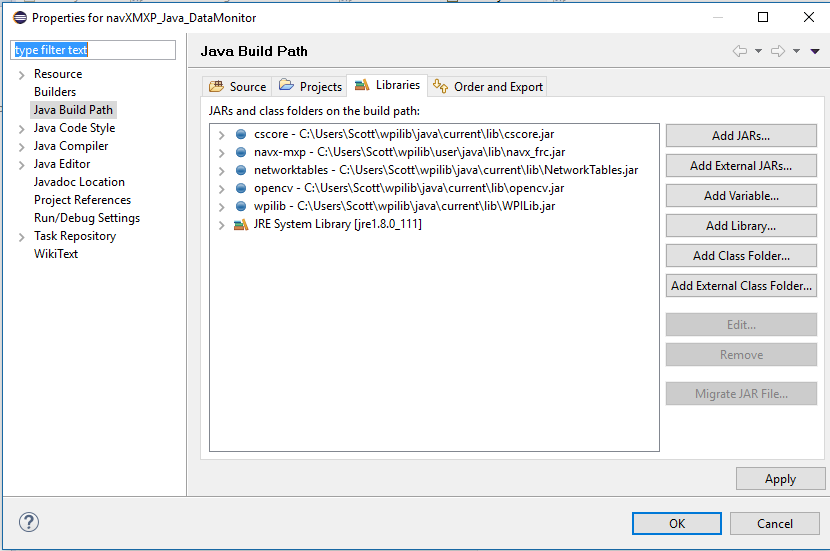 Properties for navXMXP_Java_DataMonitor
type filter text
Java Build Path
Resource
Builders
Java Build Path
Java Code Style
Java Compiler
Java Editor
Javadoc Location
Project References
Run/Debug Settings
Task Repository
WikiText
Source
Projects
Libraries
Order and Export
JARs and class folders on the build path:
cscore - C:\Users\Scott\wpilib\java\current\lib\cscore.jar
navx-mxp - C:\Users\Scott\wpilib\user\java\lib\navx_frc.jar
networktables - C:\Users\Scott\wpilib\java\current\lib\NetworkTables.jar
opencv - C:\Users\Scott\wpilib\java\current\lib\opencv.jar
wpilib - C:\Users\Scott\wpilib\java\current\lib\WPILib.jar
JRE System Library [jre1.8.0_111]
Add JARs...
Add External JARs...
Add Variable...
Add Library...
Add Class Folder...
Add External Class Folder...
Edit...
Remove
Migrate JAR File...
Apply
?
OK
Cancel